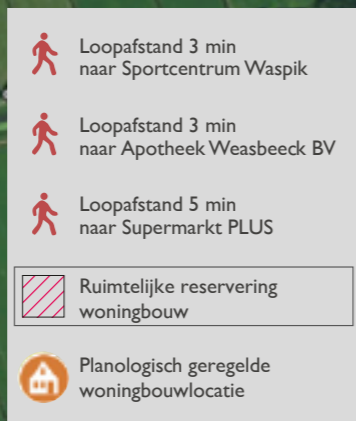 Loopafstand 3 min
naar Sportcentrum Waspik
Loopafstand 3 min
naar Apotheek Weasbeeck BV
Loopafstand 5 min
naar Supermarkt PLUS
Ruimtelijke reservering
woningbouw
Planologisch geregelde
woningbouwlocatie